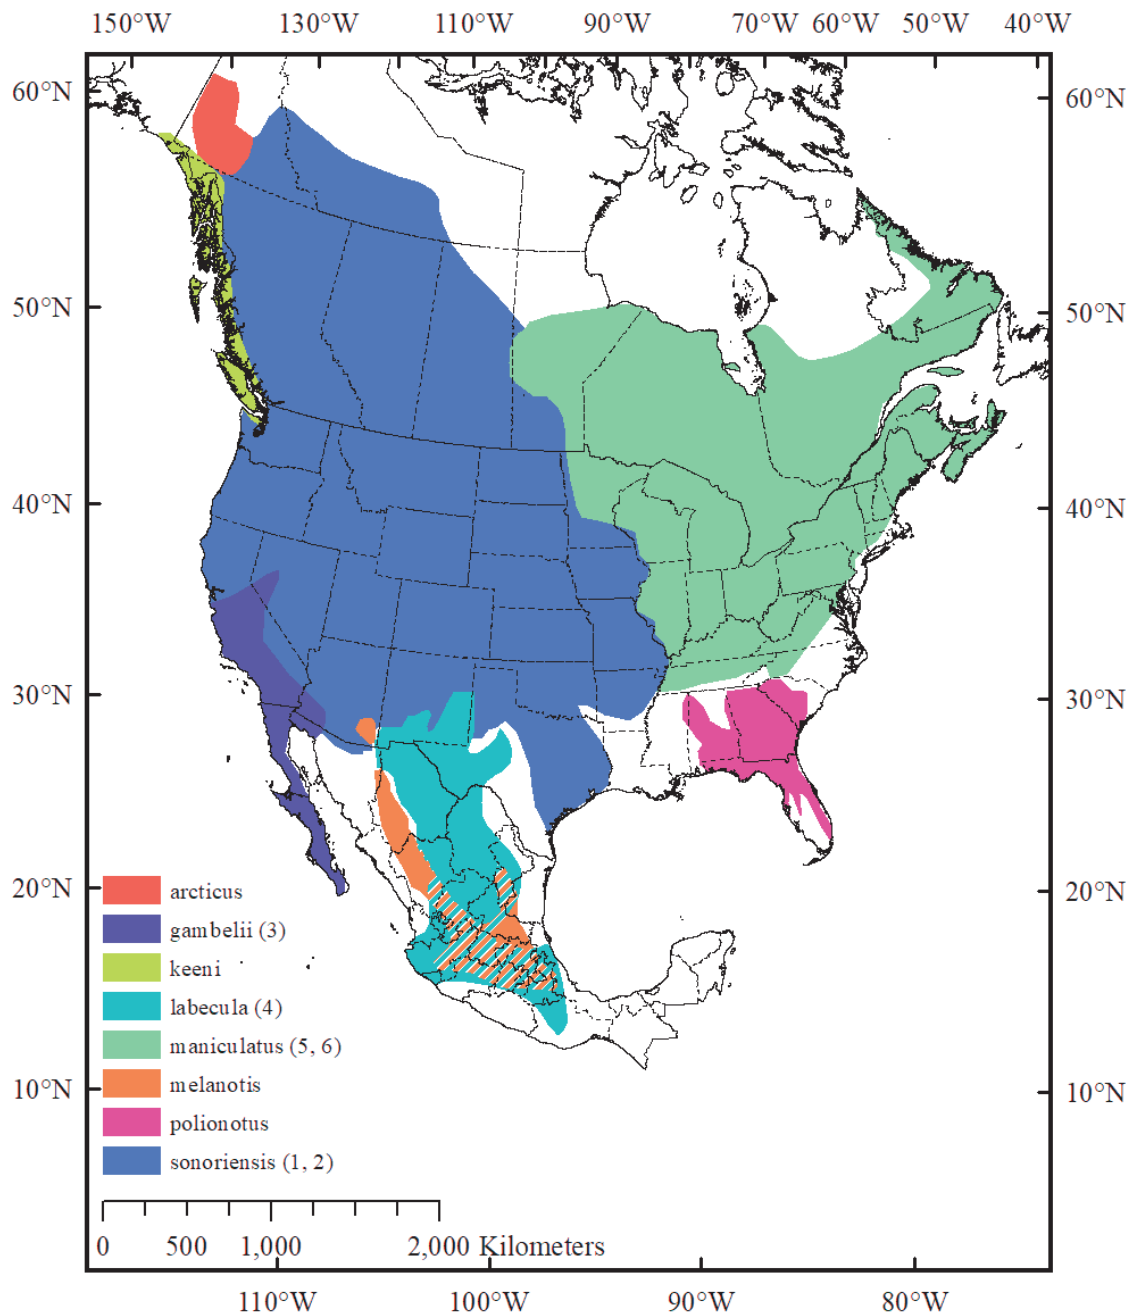 150°W 130°W 110°W 90°W 70°W 60°W 50°W 40°W
60°N 60°N
50°N 50°N
40°N 40°N
30°N 30°N
20°N 20°N
arcticus
gambelii (3)
keeni
labecula (4)
maniculatus (5, 6)
10°N 10°N
melanotis
polionotus
sonoriensis (1, 2)
0 500 1,000 2,000 Kilometers
110°W 100°W 90°W 80°W